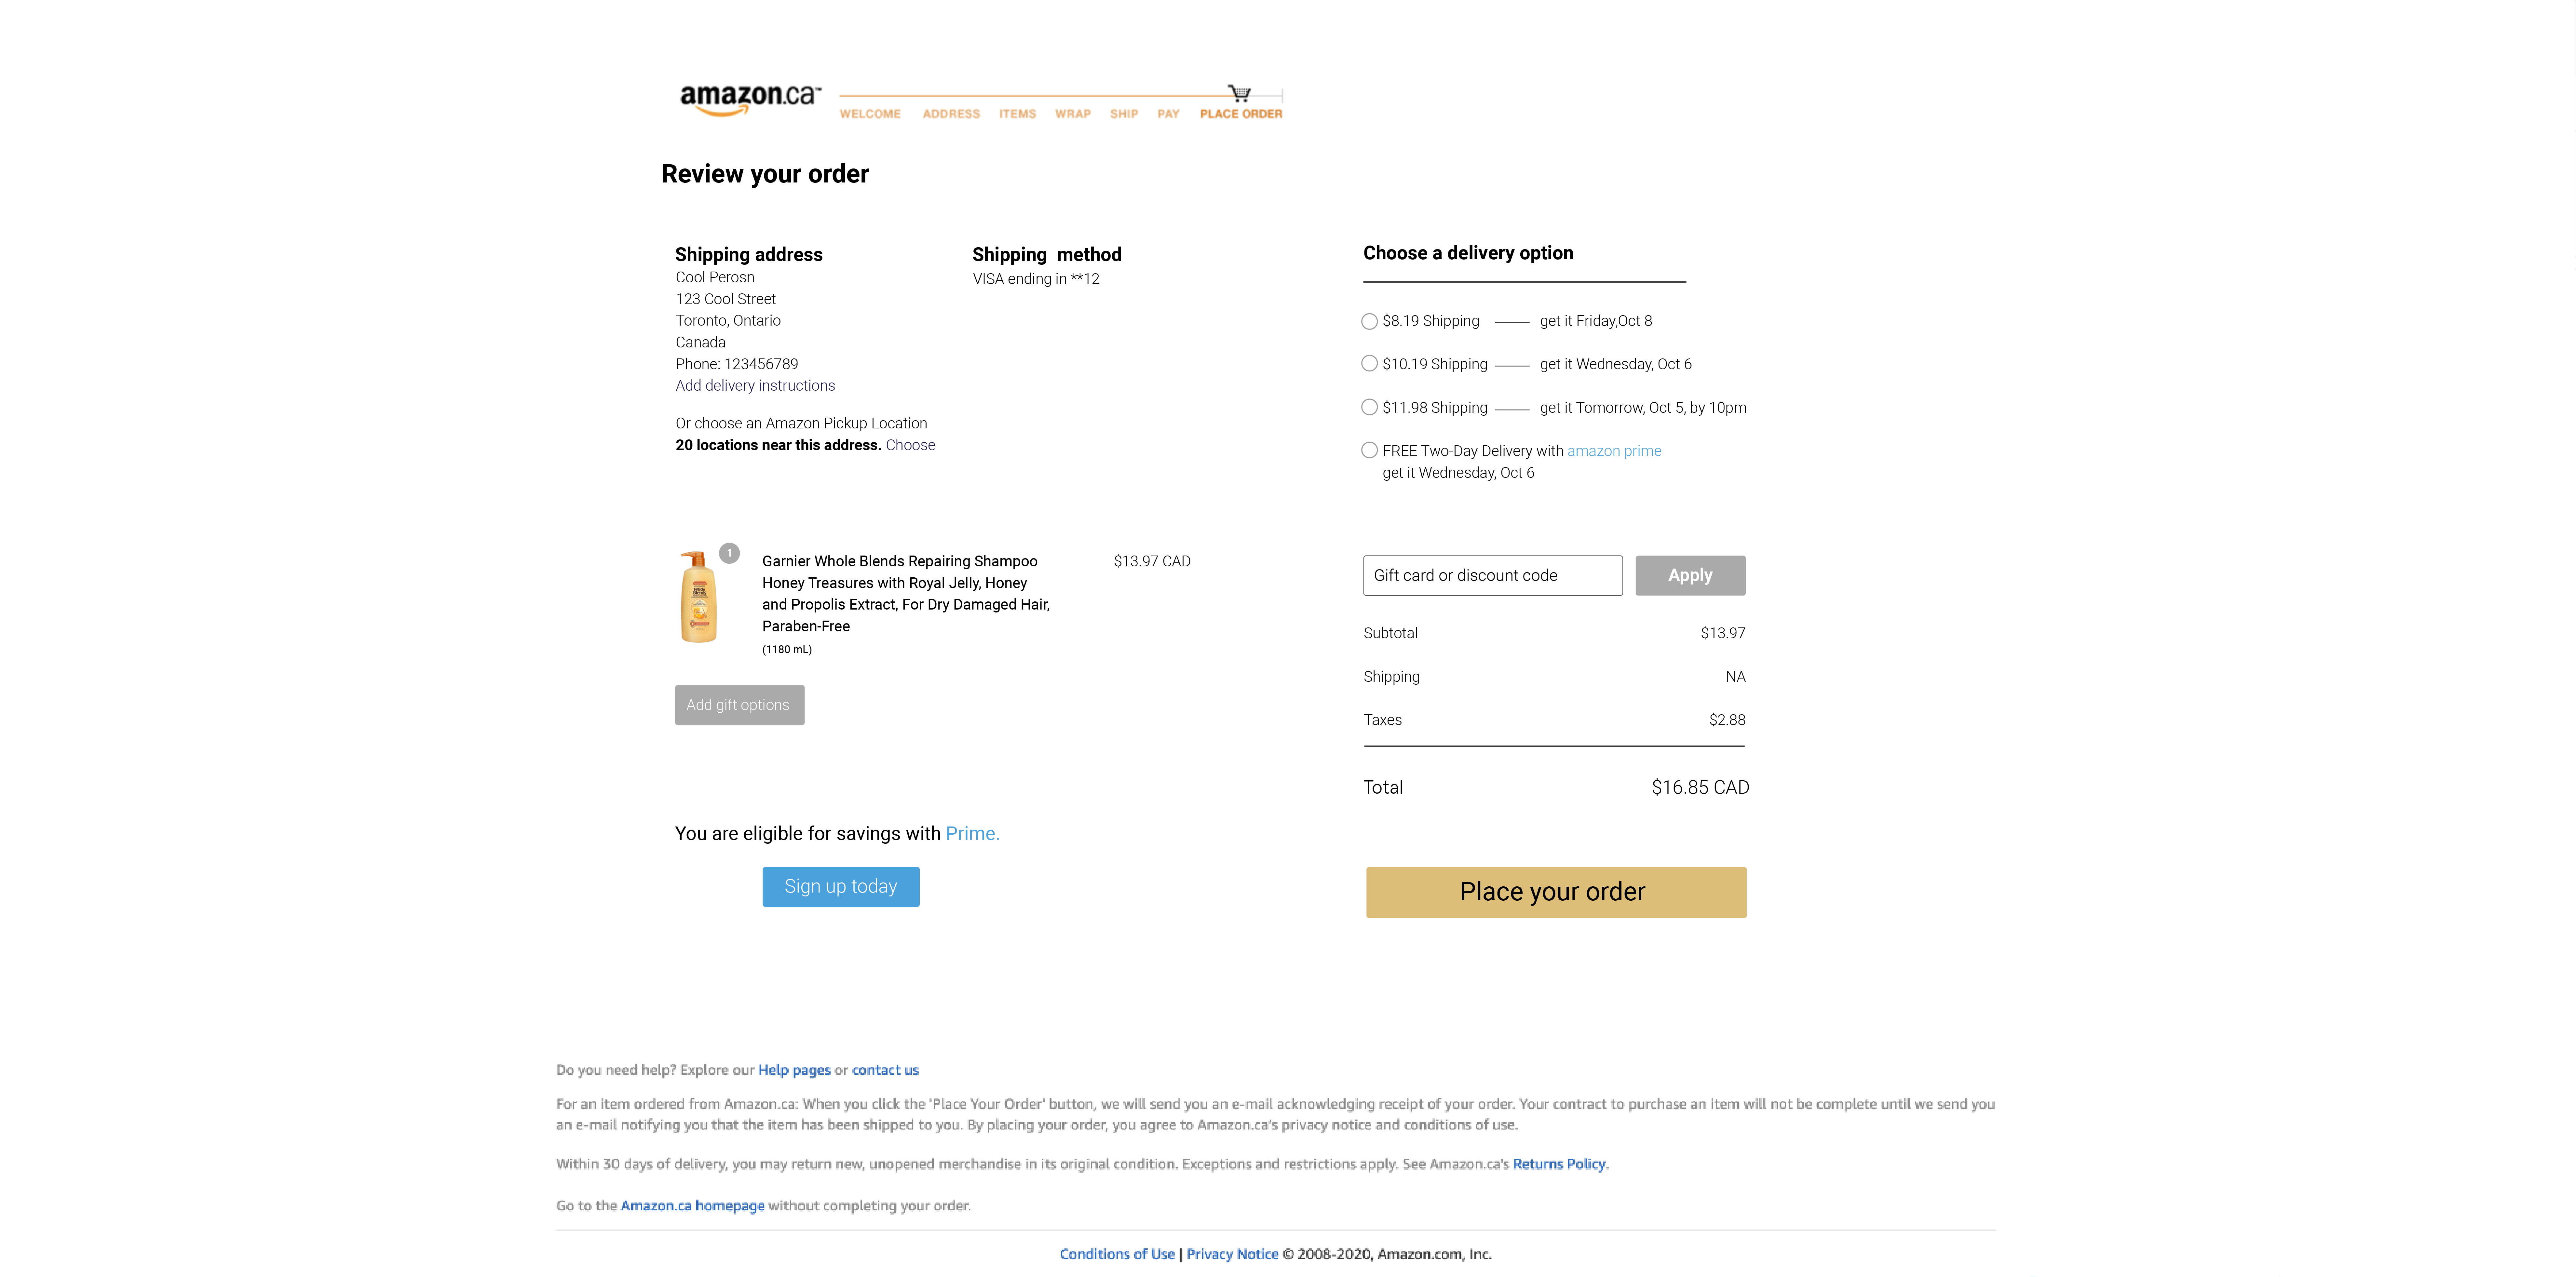 amazon.ca™
WELCOME ADDRESS ITEMS WRAP SHIP PAY PLACE ORDER
Review your order
Shipping address
Cool Perosn
123 Cool Street
Toronto, Ontario
Canada
Phone: 123456789
Add delivery instructions
Or choose an Amazon Pickup Location
20 locations near this address. Choose
Shipping method
VISA ending in **12
Choose a delivery option
$8.19 Shipping —— get it Friday,Oct 8
$10.19 Shipping —— get it Wednesday, Oct 6
$11.98 Shipping —— get it Tomorrow, Oct 5, by 10pm
FREE Two-Day Delivery with amazon prime
get it Wednesday, Oct 6
1
Garnier Whole Blends Repairing Shampoo
Honey Treasures with Royal Jelly, Honey
and Propolis Extract, For Dry Damaged Hair,
Paraben-Free
(1180 mL)
$13.97 CAD
Add gift options
Gift card or discount code
Apply
Subtotal $13.97
Shipping NA
Taxes $2.88
Total $16.85 CAD
You are eligible for savings with Prime.
Sign up today
Place your order
Do you need help? Explore our Help pages or contact us
For an item ordered from Amazon.ca: When you click the 'Place Your Order' button, we will send you an e-mail acknowledging receipt of your order. Your contract to purchase an item will not be complete until we send you
an e-mail notifying you that the item has been shipped to you. By placing your order, you agree to Amazon.ca's privacy notice and conditions of use.
Within 30 days of delivery, you may return new, unopened merchandise in its original condition. Exceptions and restrictions apply. See Amazon.ca's Returns Policy.
Go to the Amazon.ca homepage without completing your order.
Conditions of Use | Privacy Notice © 2008-2020, Amazon.com, Inc.